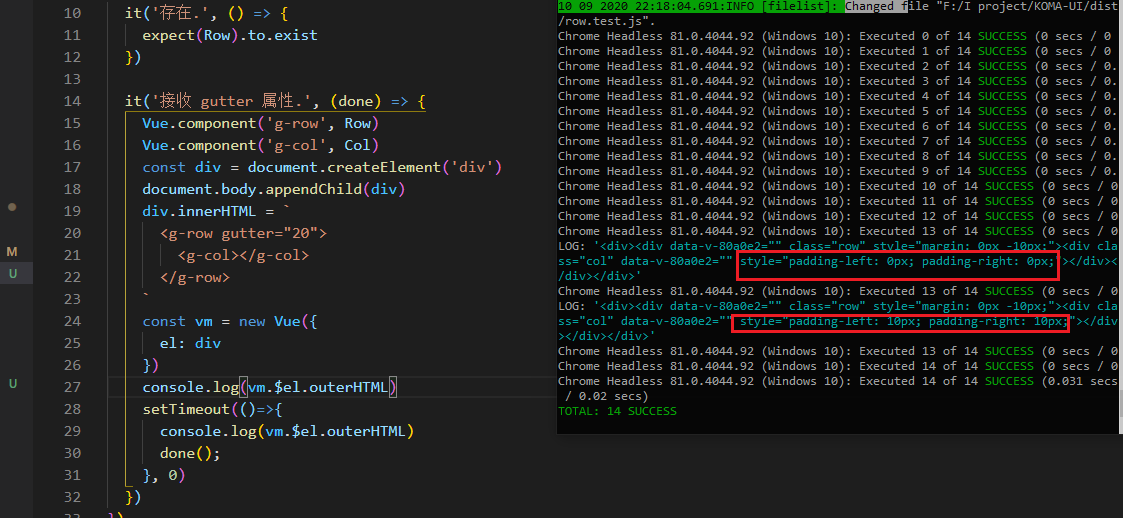 10 it('存在.', () => {
11 expect(Row).to.exist
12 })
13
14 it('接收 gutter 属性.', (done) => {
15 Vue.component('g-row', Row)
16 Vue.component('g-col', Col)
17 const div = document.createElement('div')
18 document.body.appendChild(div)
19 div.innerHTML = `
20 <g-row gutter="20">
21 <g-col></g-col>
22 </g-row>
23 `
24 const vm = new Vue({
25 el: div
26 })
27 console.log(vm.$el.outerHTML)
28 setTimeout(()=>{
29 console.log(vm.$el.outerHTML)
30 done();
31 }, 0)
32 })
M
U
U
10 09 2020 22:18:04.691:INFO [filelist]: Changed file "F:/I project/KOMA-UI/dist
/row.test.js".
Chrome Headless 81.0.4044.92 (Windows 10): Executed 0 of 14 SUCCESS (0 secs / 0
Chrome Headless 81.0.4044.92 (Windows 10): Executed 1 of 14 SUCCESS (0 secs / 0.
Chrome Headless 81.0.4044.92 (Windows 10): Executed 2 of 14 SUCCESS (0 secs / 0.
Chrome Headless 81.0.4044.92 (Windows 10): Executed 3 of 14 SUCCESS (0 secs / 0.
Chrome Headless 81.0.4044.92 (Windows 10): Executed 4 of 14 SUCCESS (0 secs / 0.
Chrome Headless 81.0.4044.92 (Windows 10): Executed 5 of 14 SUCCESS (0 secs / 0.
Chrome Headless 81.0.4044.92 (Windows 10): Executed 6 of 14 SUCCESS (0 secs / 0.
Chrome Headless 81.0.4044.92 (Windows 10): Executed 7 of 14 SUCCESS (0 secs / 0.
Chrome Headless 81.0.4044.92 (Windows 10): Executed 8 of 14 SUCCESS (0 secs / 0.
Chrome Headless 81.0.4044.92 (Windows 10): Executed 9 of 14 SUCCESS (0 secs / 0.
Chrome Headless 81.0.4044.92 (Windows 10): Executed 10 of 14 SUCCESS (0 secs / 0
Chrome Headless 81.0.4044.92 (Windows 10): Executed 11 of 14 SUCCESS (0 secs / 0
Chrome Headless 81.0.4044.92 (Windows 10): Executed 12 of 14 SUCCESS (0 secs / 0
Chrome Headless 81.0.4044.92 (Windows 10): Executed 13 of 14 SUCCESS (0 secs / 0
LOG: '<div><div data-v-80a0e2="" class="row" style="margin: 0px -10px;"><div cla
ss="col" data-v-80a0e2="" style="padding-left: 0px; padding-right: 0px;"></div><
/div></div>'
Chrome Headless 81.0.4044.92 (Windows 10): Executed 13 of 14 SUCCESS (0 secs / 0
LOG: '<div><div data-v-80a0e2="" class="row" style="margin: 0px -10px;"><div cla
ss="col" data-v-80a0e2="" style="padding-left: 10px; padding-right: 10px;"></div
></div></div>'
Chrome Headless 81.0.4044.92 (Windows 10): Executed 13 of 14 SUCCESS (0 secs / 0
Chrome Headless 81.0.4044.92 (Windows 10): Executed 14 of 14 SUCCESS (0 secs / 0
Chrome Headless 81.0.4044.92 (Windows 10): Executed 14 of 14 SUCCESS (0.031 secs
/ 0.02 secs)
TOTAL: 14 SUCCESS